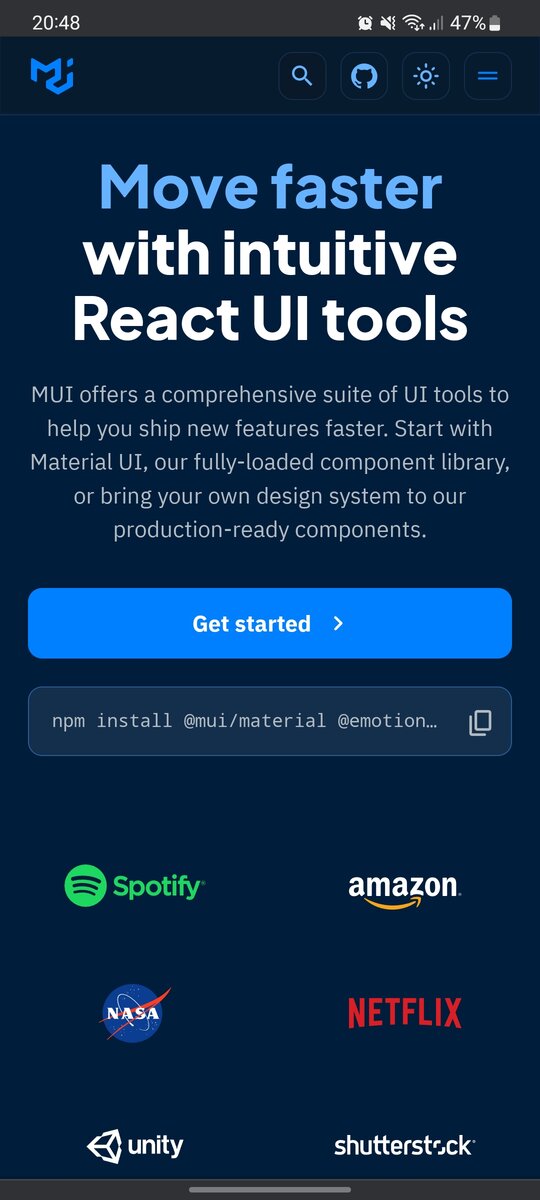 20:48
47%
Move faster
with intuitive
React UI tools
MUI offers a comprehensive suite of UI tools to
help you ship new features faster. Start with
Material UI, our fully-loaded component library,
or bring your own design system to our
production-ready components.
Get started
npm install @mui/material @emotion…
Spotify
amazon
NASA
NETFLIX
unity
shutterstock